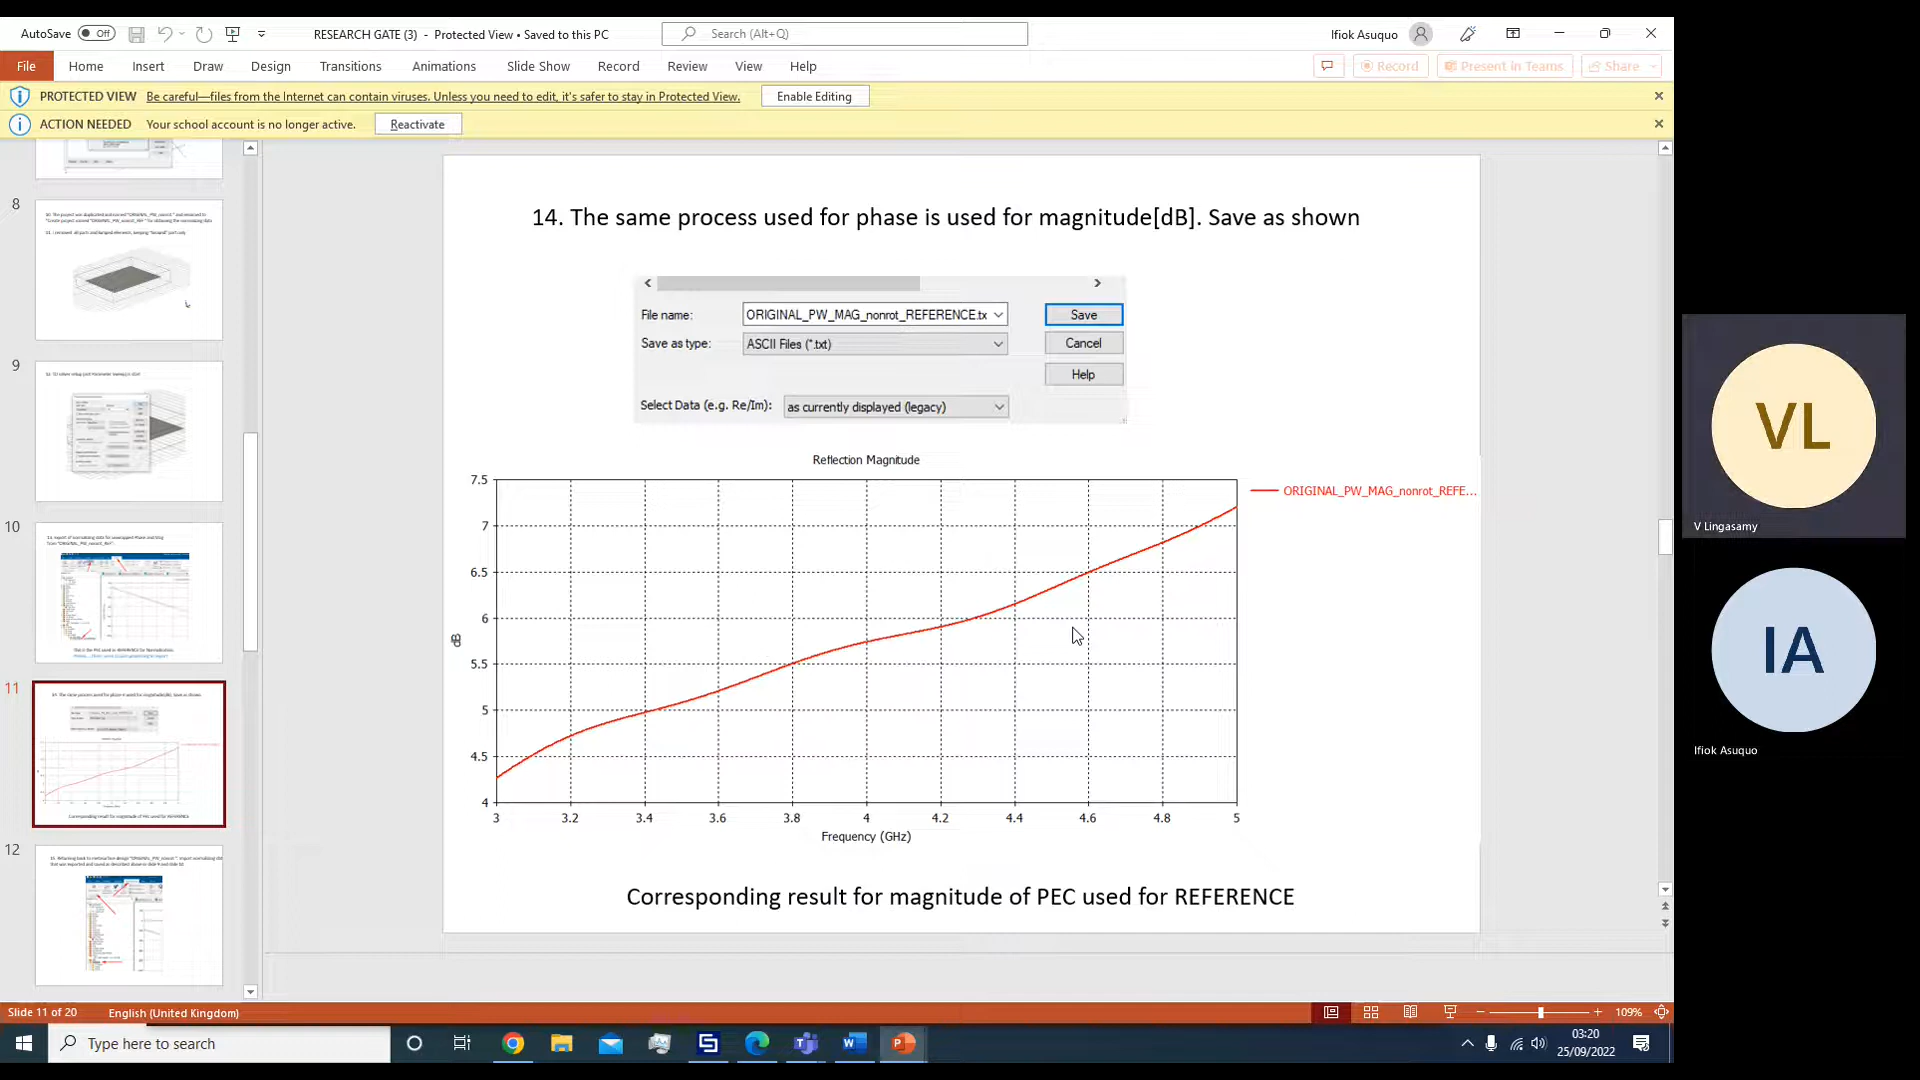 AutoSave Off
RESEARCH GATE (3) - Protected View • Saved to this PC
Search (Alt+Q)
Ifiok Asuquo
File Home Insert Draw Design Transitions Animations Slide Show Record Review View Help
Record Present in Teams Share
PROTECTED VIEW Be careful—files from the Internet can contain viruses. Unless you need to edit, it's safer to stay in Protected View. Enable Editing
ACTION NEEDED Your school account is no longer active. Reactivate
8
9
10
11
12
14. The same process used for phase is used for magnitude[dB]. Save as shown
File name: ORIGINAL_PW_MAG_nonrot_REFERENCE.tx Save
Save as type: ASCII Files (*.txt) Cancel
Help
Select Data (e.g. Re/Im): as currently displayed (legacy)
Reflection Magnitude
ORIGINAL_PW_MAG_nonrot_REFE...
7.5
7
6.5
6
dB
5.5
5
4.5
4
3 3.2 3.4 3.6 3.8 4 4.2 4.4 4.6 4.8 5
Frequency (GHz)
Corresponding result for magnitude of PEC used for REFERENCE
VL
V Lingasamy
IA
Ifiok Asuquo
Slide 11 of 20 English (United Kingdom) 109%
Type here to search
03:20
25/09/2022